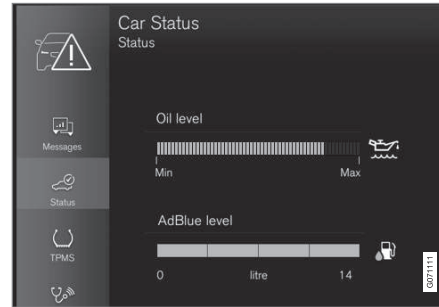 Car Status
Status
Messages
Status
TPMS
Oil level
Min Max
AdBlue level
0 litre 14
G071111